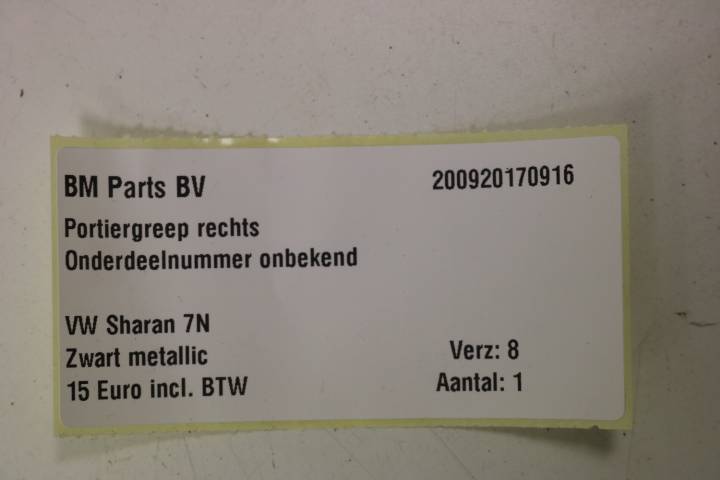 BM Parts BV 200920170916
Portiergreep rechts
Onderdeelnummer onbekend
VW Sharan 7N
Zwart metallic Verz: 8
15 Euro incl. BTW Aantal: 1